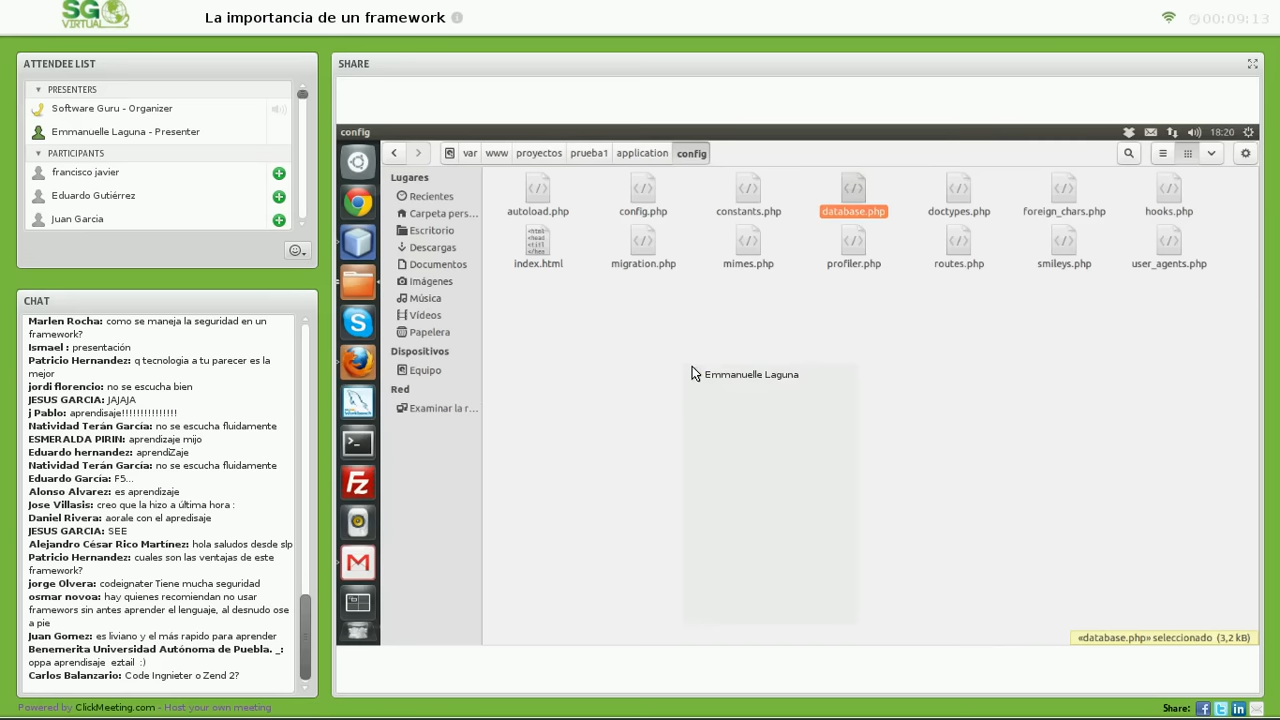 SG
VIRTUAL
La importancia de un framework
00:09:13
ATTENDEE LIST
PRESENTERS
Software Guru - Organizer
Emmanuelle Laguna - Presenter
PARTICIPANTS
francisco javier
Eduardo Gutiérrez
Juan Garcia
CHAT
Marlen Rocha: como se maneja la seguridad en un
framework?
Ismael : presentación
Patricio Hernandez: q tecnologia a tu parecer es la
mejor
jordi florencio: no se escucha bien
JESUS GARCIA: JAJAJA
j Pablo: aprendisaje!!!!!!!!!!!!!!!
Natividad Terán García: no se escucha fluidamente
ESMERALDA PIRIN: aprendizaje mijo
Eduardo hernandez: aprendiZaje
Natividad Terán García: no se escucha fluidamente
Eduardo García: F5...
Alonso Alvarez: es aprendizaje
Jose Villasis: creo que la hizo a última hora :
Daniel Rivera: aorale con el apredisaje
JESUS GARCIA: SEE
Alejandro César Rico Martínez: hola saludos desde slp
Patricio Hernandez: cuales son las ventajas de este
framework?
jorge Olvera: codeignater Tiene mucha seguridad
osmar novoa: hay quienes recomiendan no usar
framewors sin antes aprender el lenguaje, al desnudo ose
a pie
Juan Gomez: es liviano y el más rapido para aprender
Benemerita Universidad Autónoma de Puebla. _:
oppa aprendisaje eztail :)
Carlos Balanzario: Code Ingnieter o Zend 2?
SHARE
config
18:20
var www proyectos prueba1 application config
Lugares
Recientes
Carpeta pers...
Escritorio
Descargas
Documentos
Imágenes
Música
Vídeos
Papelera
Dispositivos
Equipo
Red
Examinar la r...
autoload.php config.php constants.php database.php doctypes.php foreign_chars.php hooks.php
index.html migration.php mimes.php profiler.php routes.php smileys.php user_agents.php
Emmanuelle Laguna
«database.php» seleccionado (3,2 kB)
Powered by ClickMeeting.com - Host your own meeting
Share: